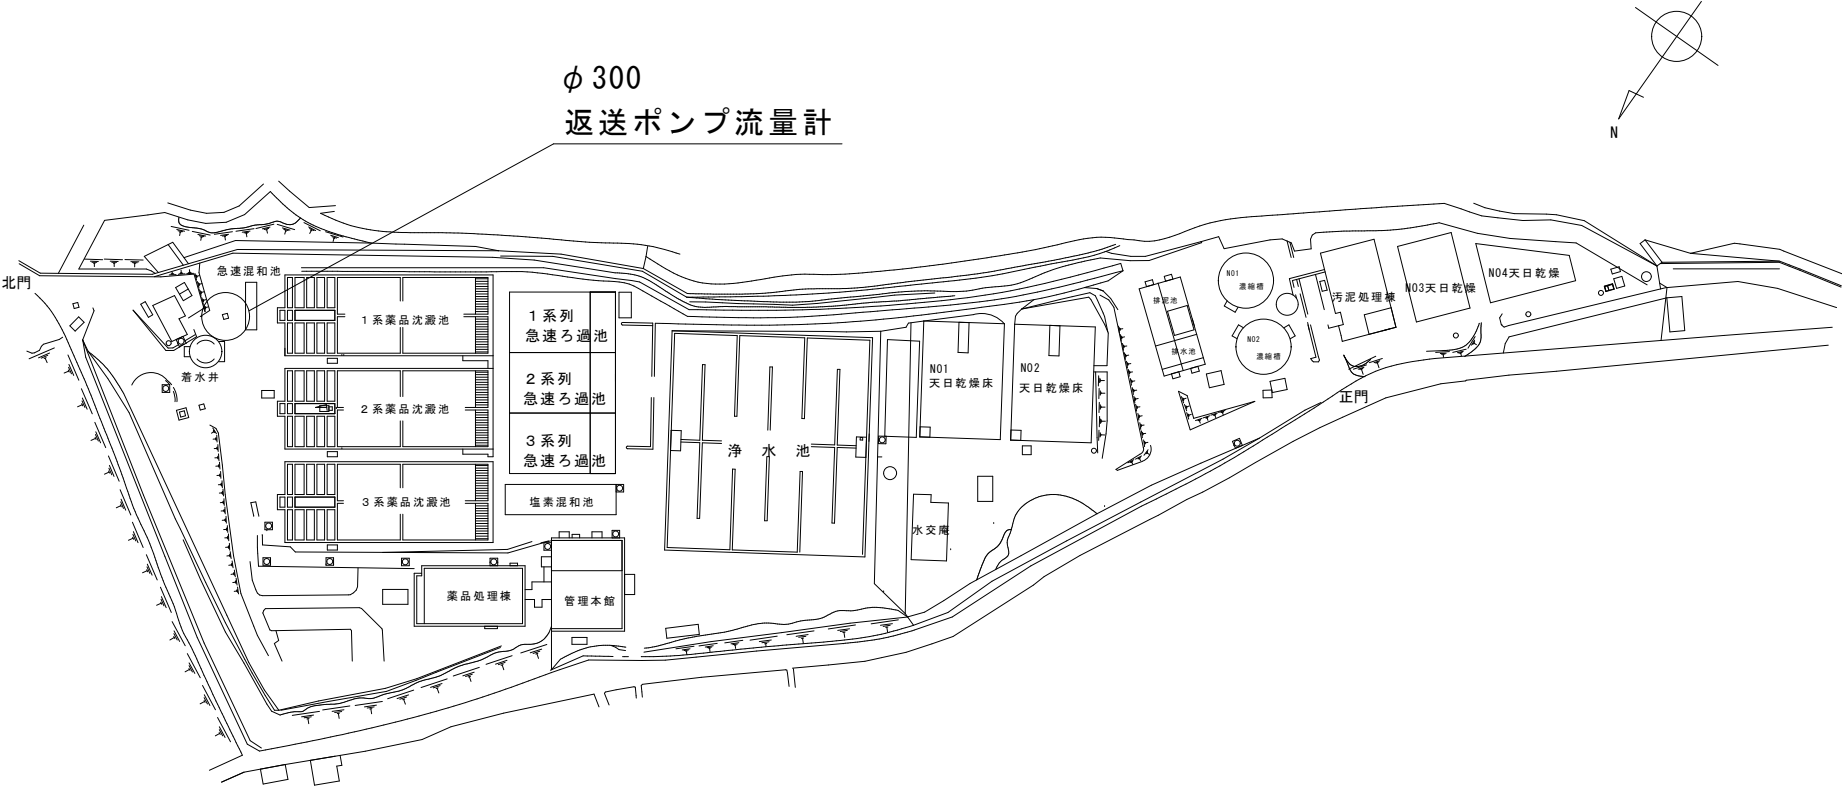 φ300
返送ポンプ流量計
N
北門
急速混和池
着水井
1系薬品沈澱池
2系薬品沈澱池
3系薬品沈澱池
1系列
急速ろ過池
2系列
急速ろ過池
3系列
急速ろ過池
塩素混和池
薬品処理棟
管理本館
浄水池
NO1
天日乾燥床
NO2
天日乾燥床
水交庵
排泥池
排水池
NO1
濃縮槽
NO2
濃縮槽
汚泥処理棟
NO3天日乾燥
NO4天日乾燥
正門